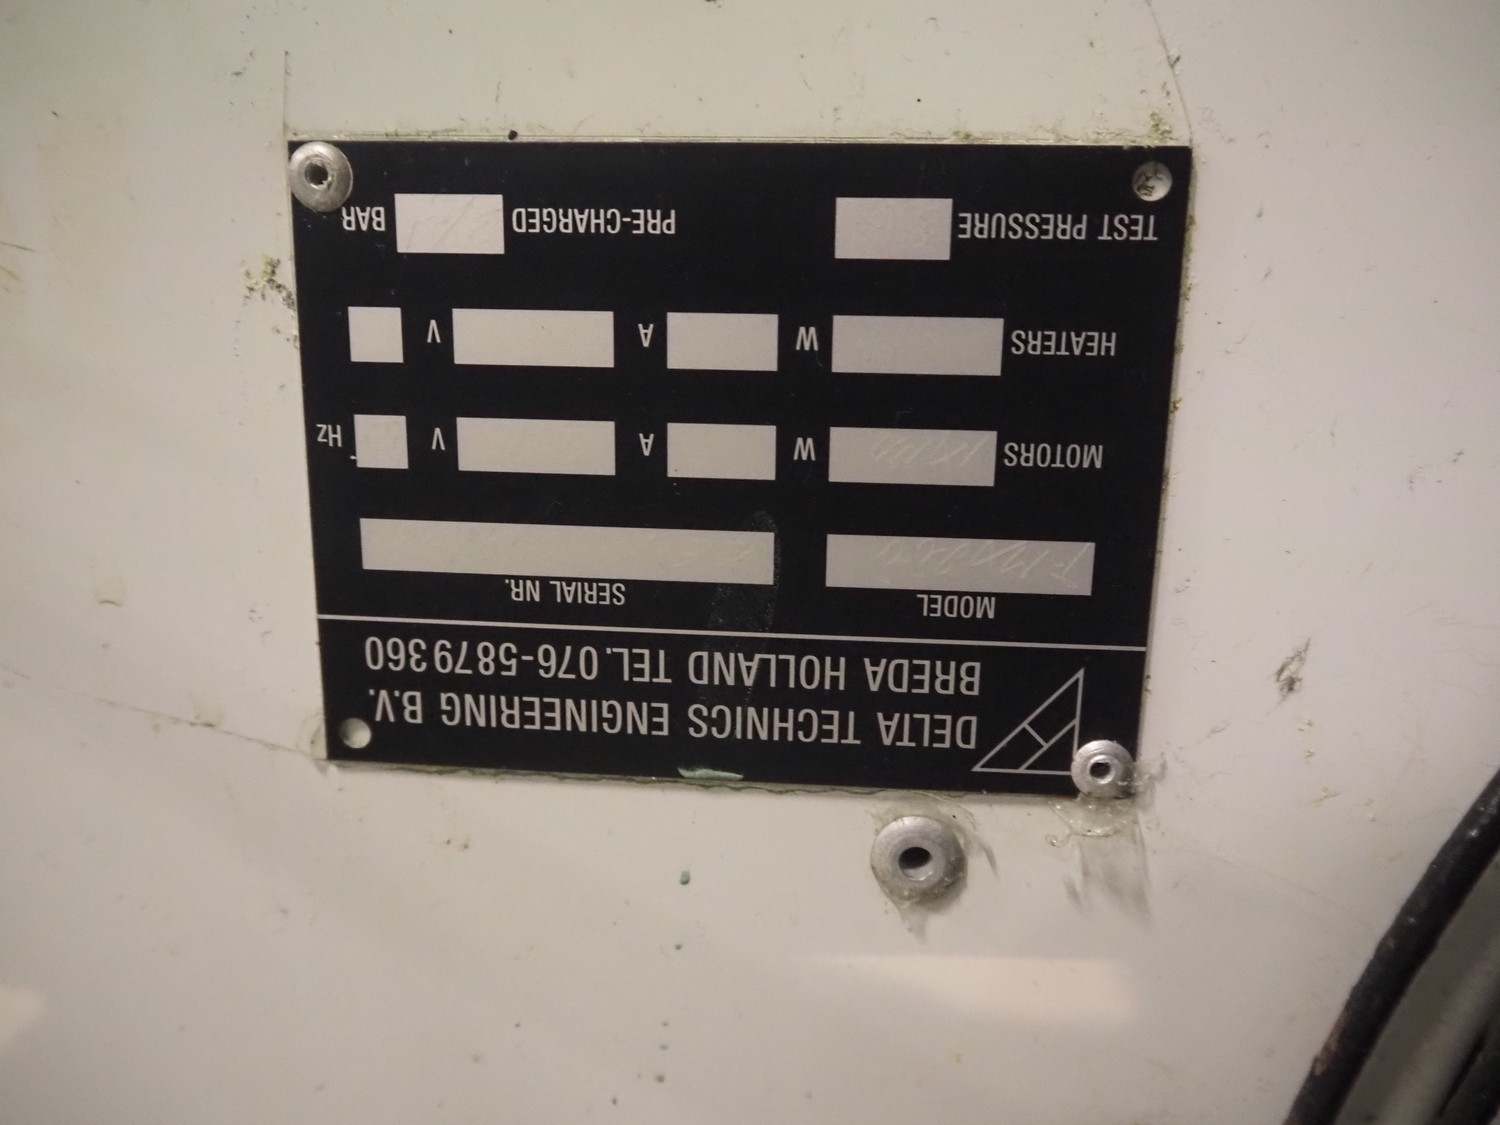 DELTA TECHNICS ENGINEERING B.V.
BREDA HOLLAND TEL. 076-5879360
MODEL SERIAL NR.
MOTORS W A V Hz
HEATERS W A V
TEST PRESSURE PRE-CHARGED BAR